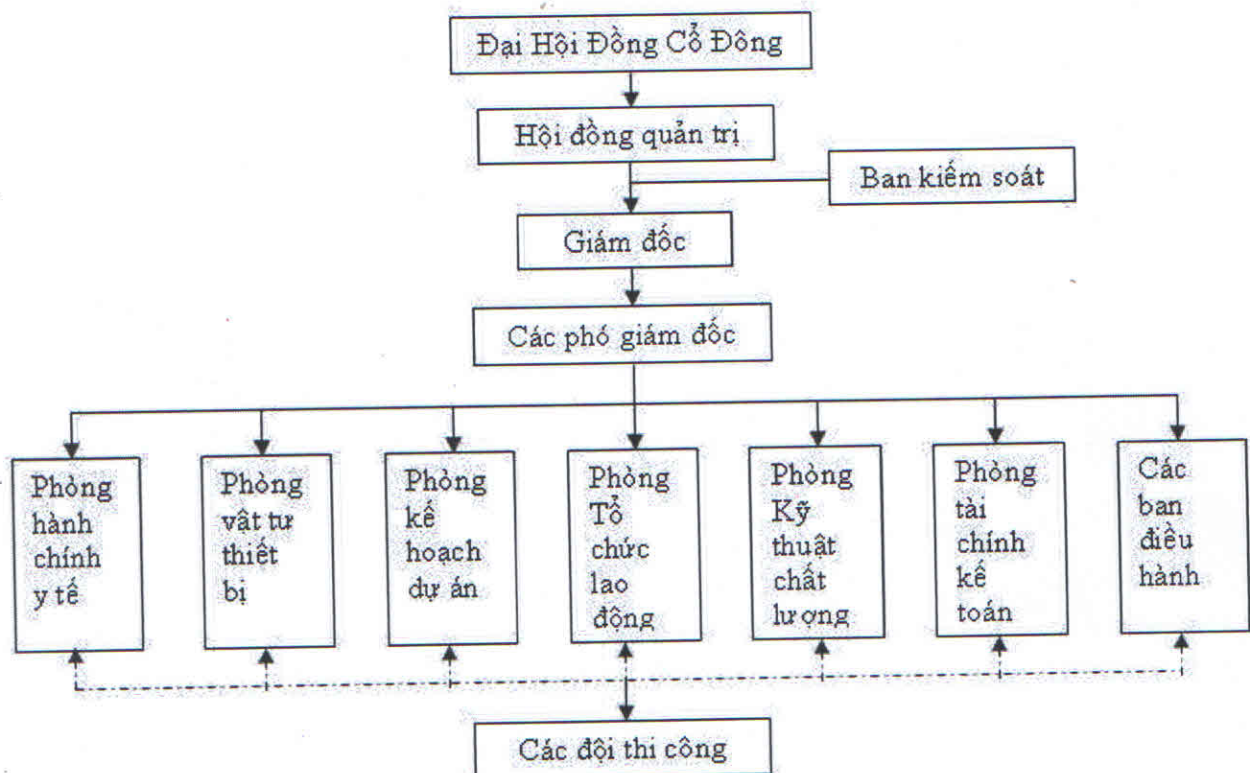 Đại Hội Đồng Cổ Đông
Hội đồng quản trị
Ban kiểm soát
Giám đốc
Các phó giám đốc
Phòng
hành
chính
y tế
Phòng
vật tư
thiết
bị
Phòng
kế
hoạch
dự án
Phòng
Tổ
chức
lao
động
Phòng
Kỹ
thuật
chất
lượng
Phòng
tài
chính
kế
toán
Các
ban
điều
hành
Các đội thi công